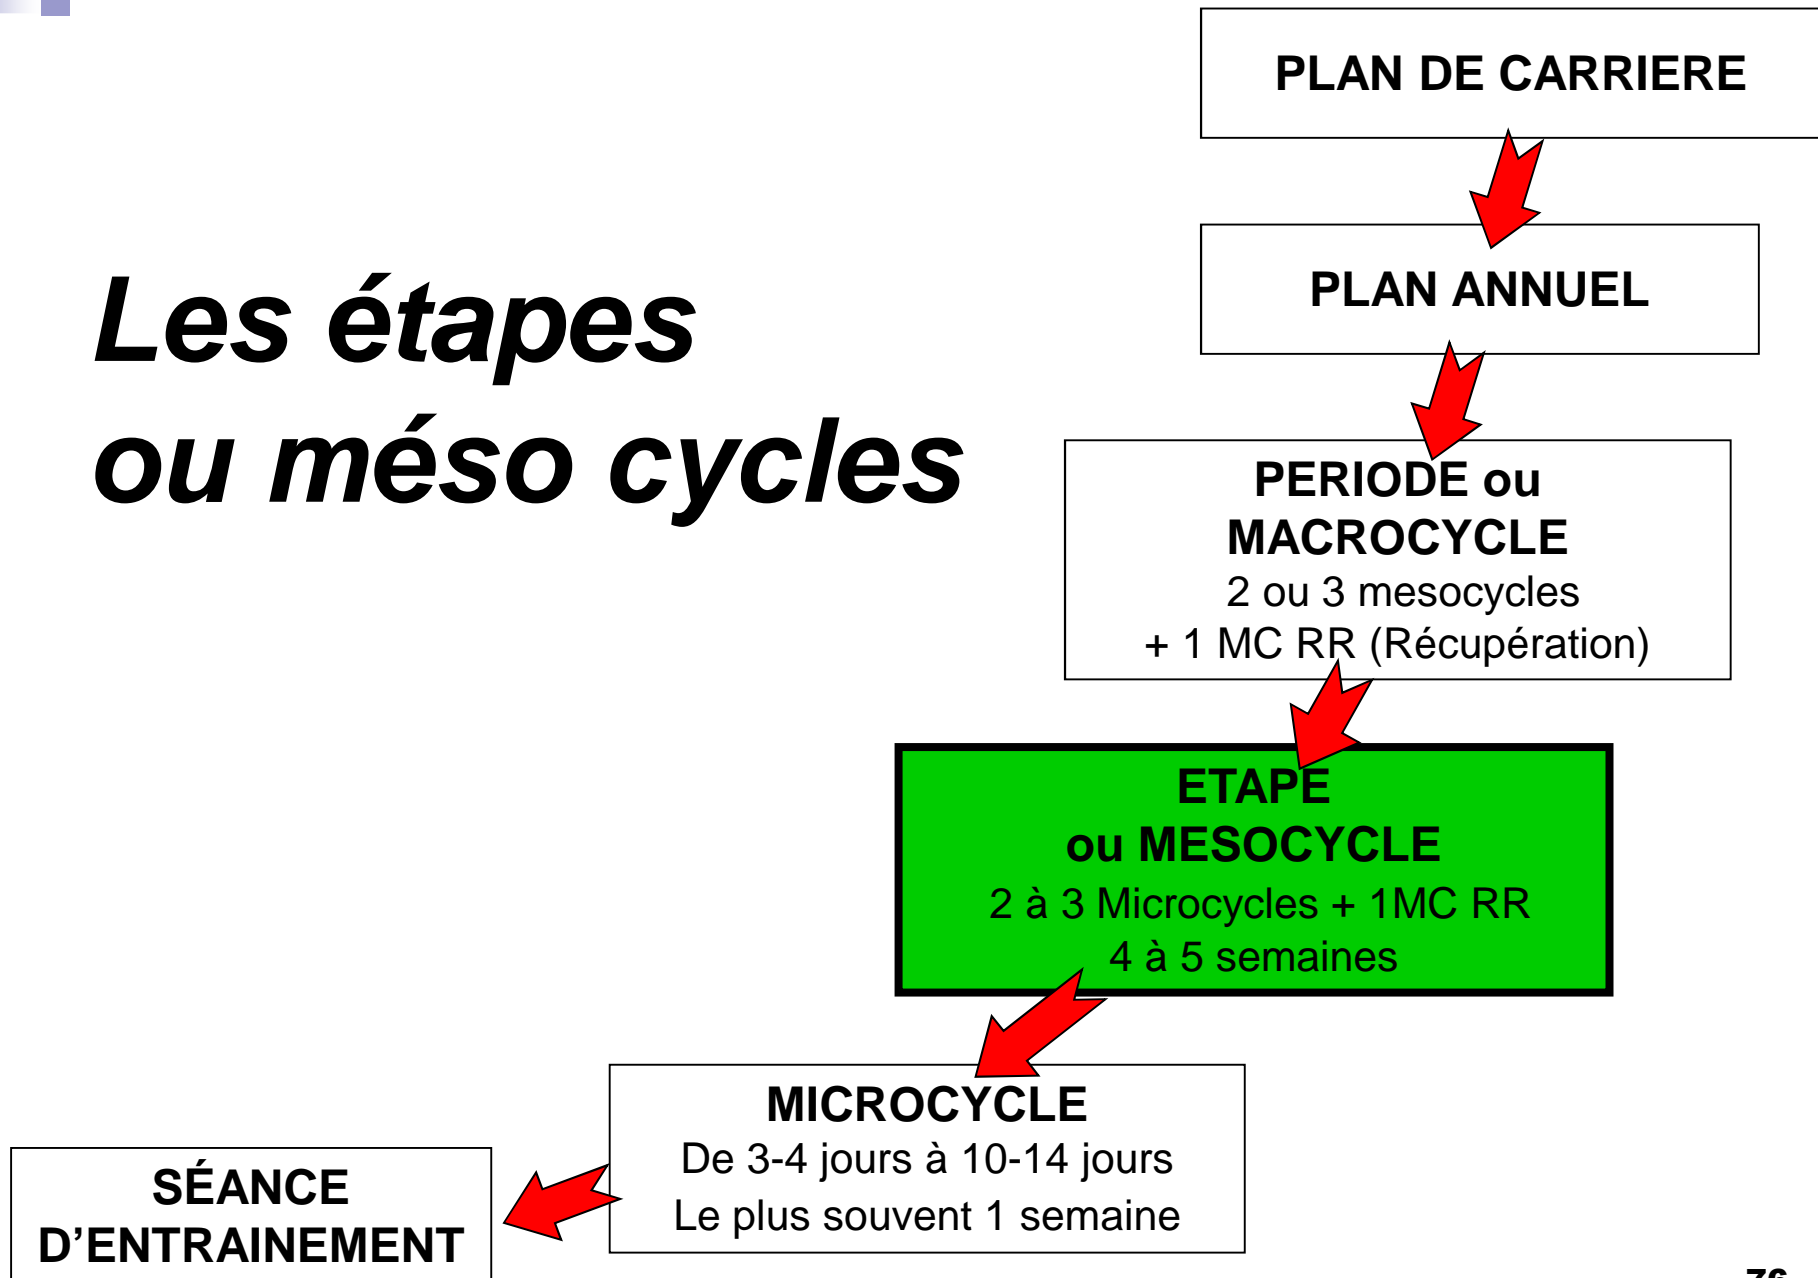 PLAN DE CARRIERE
PLAN ANNUEL
Les étapes
ou méso cycles
PERIODE ou
MACROCYCLE
2 ou 3 mesocycles
+ 1 MC RR (Récupération)
ETAPE
ou MESOCYCLE
2 à 3 Microcycles + 1MC RR
4 à 5 semaines
MICROCYCLE
De 3-4 jours à 10-14 jours
Le plus souvent 1 semaine
SÉANCE
D’ENTRAINEMENT